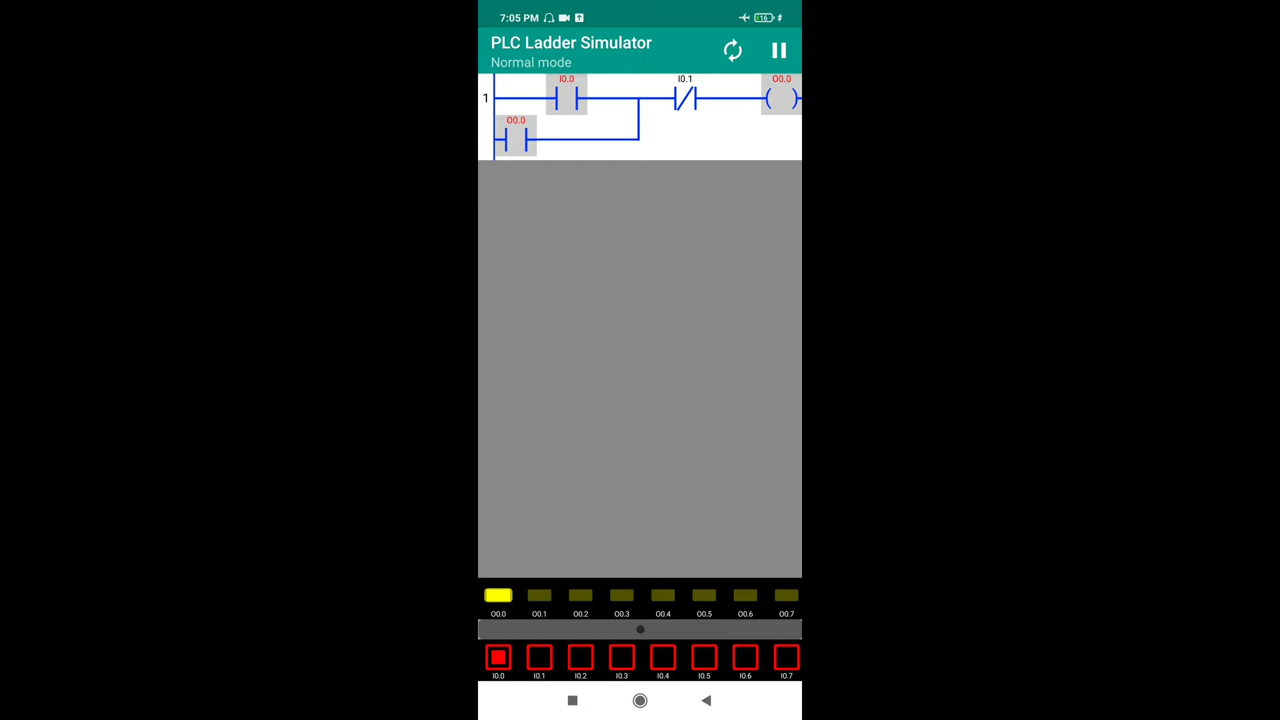 7:05 PM 16
PLC Ladder Simulator
Normal mode
I0.0 I0.1 O0.0
1
O0.0
O0.0 O0.1 O0.2 O0.3 O0.4 O0.5 O0.6 O0.7
I0.0 I0.1 I0.2 I0.3 I0.4 I0.5 I0.6 I0.7